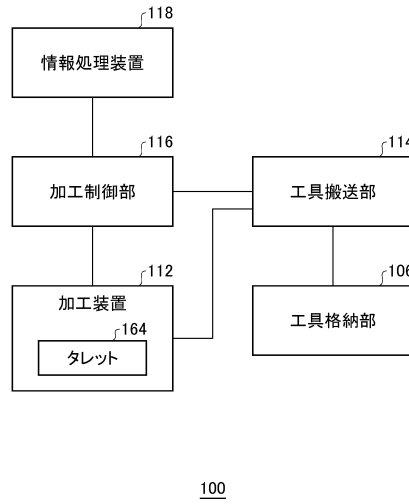 118
情報処理装置
116
加工制御部
114
工具搬送部
112
加工装置
164
タレット
106
工具格納部
100